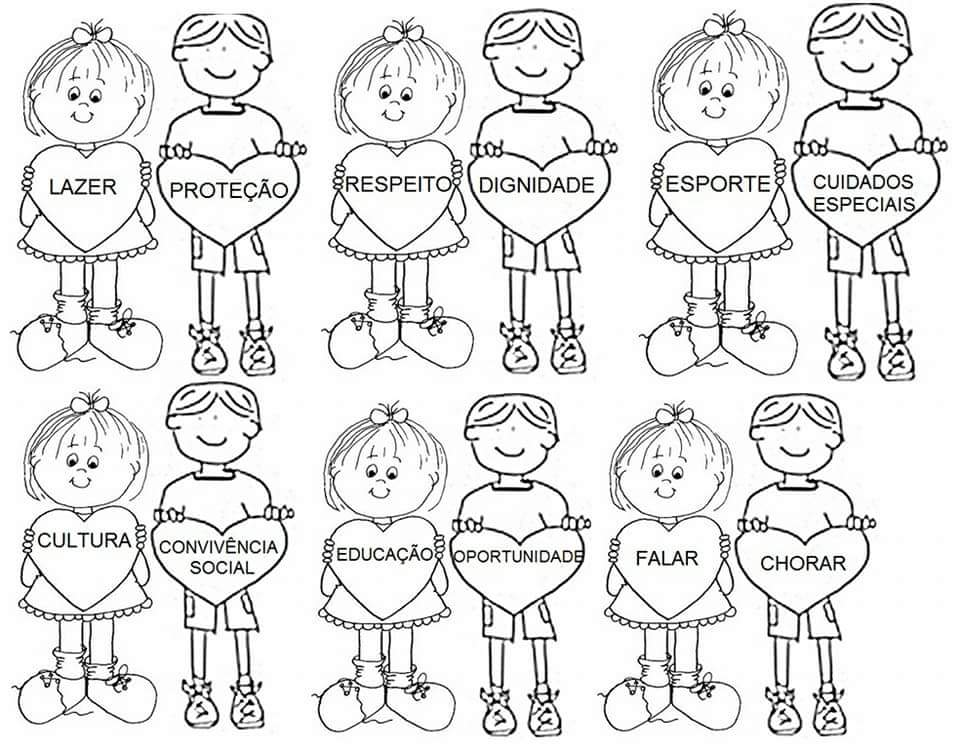 LAZER
PROTEÇÃO
RESPEITO
DIGNIDADE
ESPORTE
CUIDADOS
ESPECIAIS
CULTURA
CONVIVÊNCIA
SOCIAL
EDUCAÇÃO
OPORTUNIDADE
FALAR
CHORAR